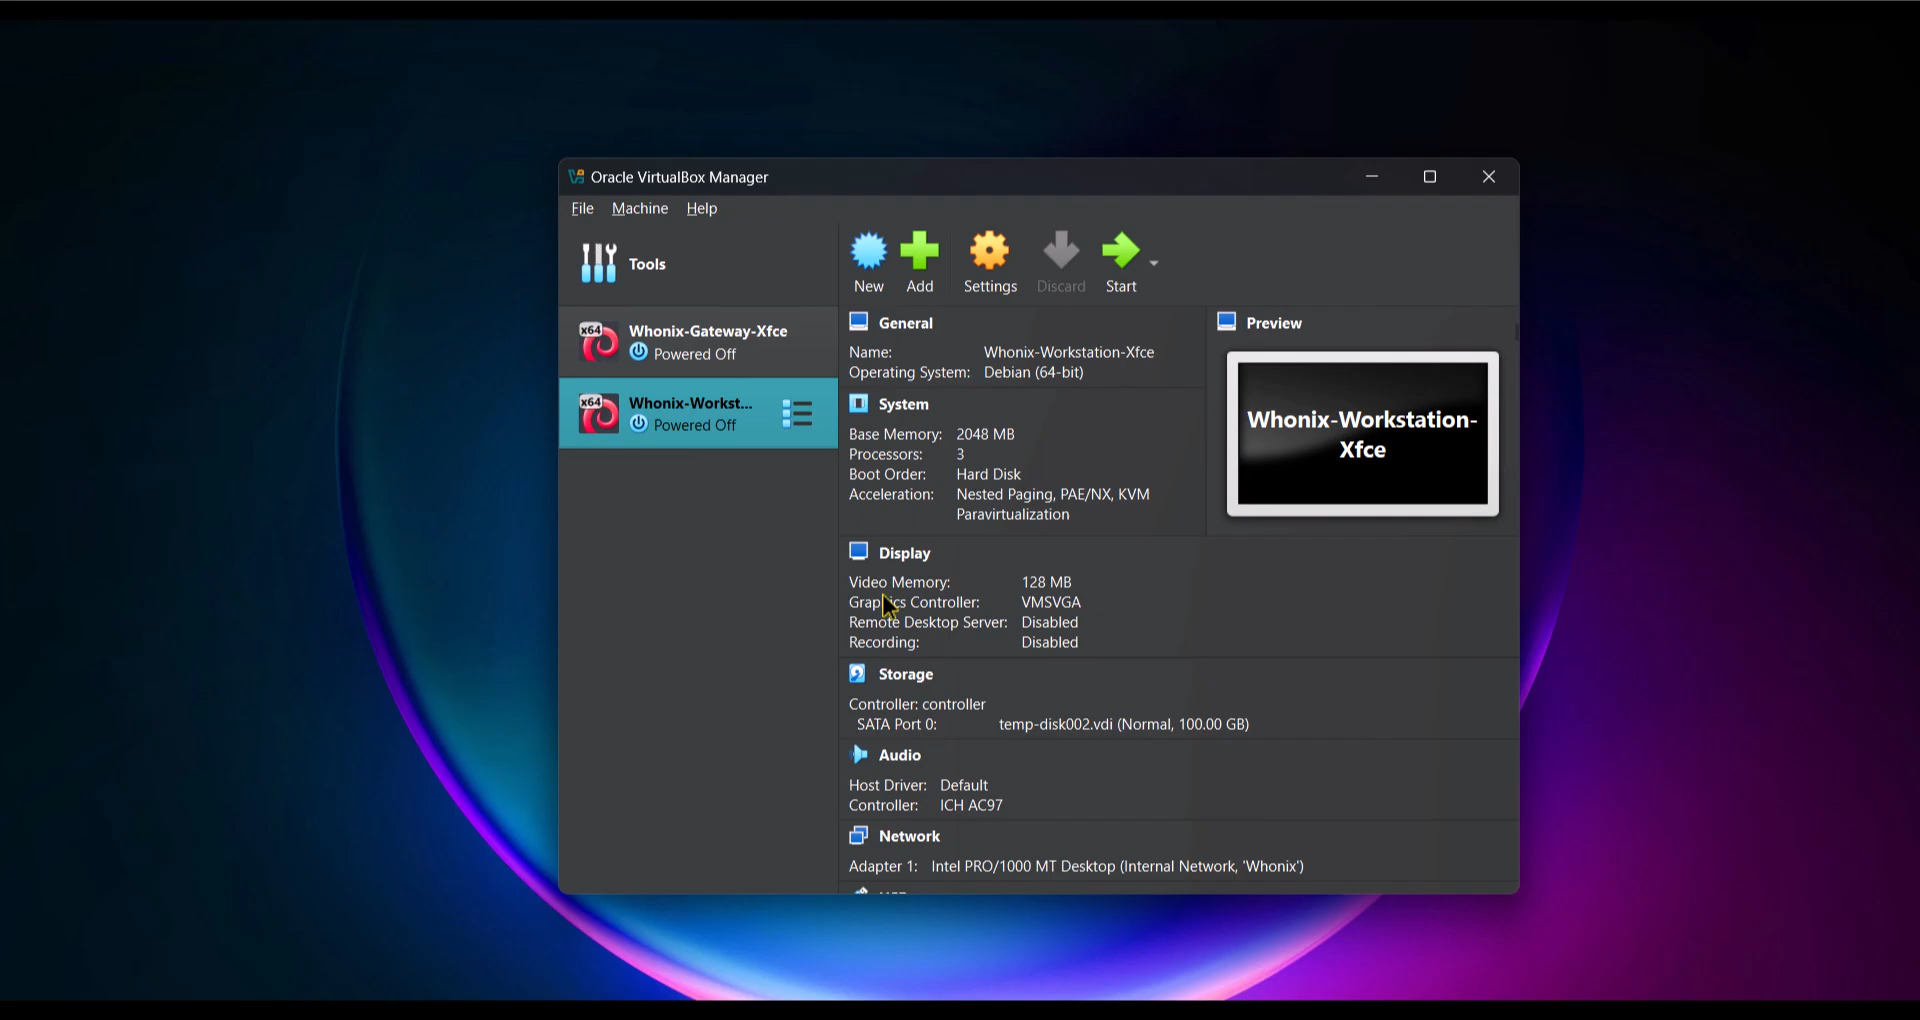 Oracle VirtualBox Manager
File Machine Help
Tools
New Add Settings Discard Start
x64 Whonix-Gateway-Xfce
Powered Off
x64 Whonix-Workst...
Powered Off
General
Name: Whonix-Workstation-Xfce
Operating System: Debian (64-bit)
System
Base Memory: 2048 MB
Processors: 3
Boot Order: Hard Disk
Acceleration: Nested Paging, PAE/NX, KVM
Paravirtualization
Preview
Whonix-Workstation-
Xfce
Display
Video Memory: 128 MB
Graphics Controller: VMSVGA
Remote Desktop Server: Disabled
Recording: Disabled
Storage
Controller: controller
SATA Port 0: temp-disk002.vdi (Normal, 100.00 GB)
Audio
Host Driver: Default
Controller: ICH AC97
Network
Adapter 1: Intel PRO/1000 MT Desktop (Internal Network, 'Whonix')